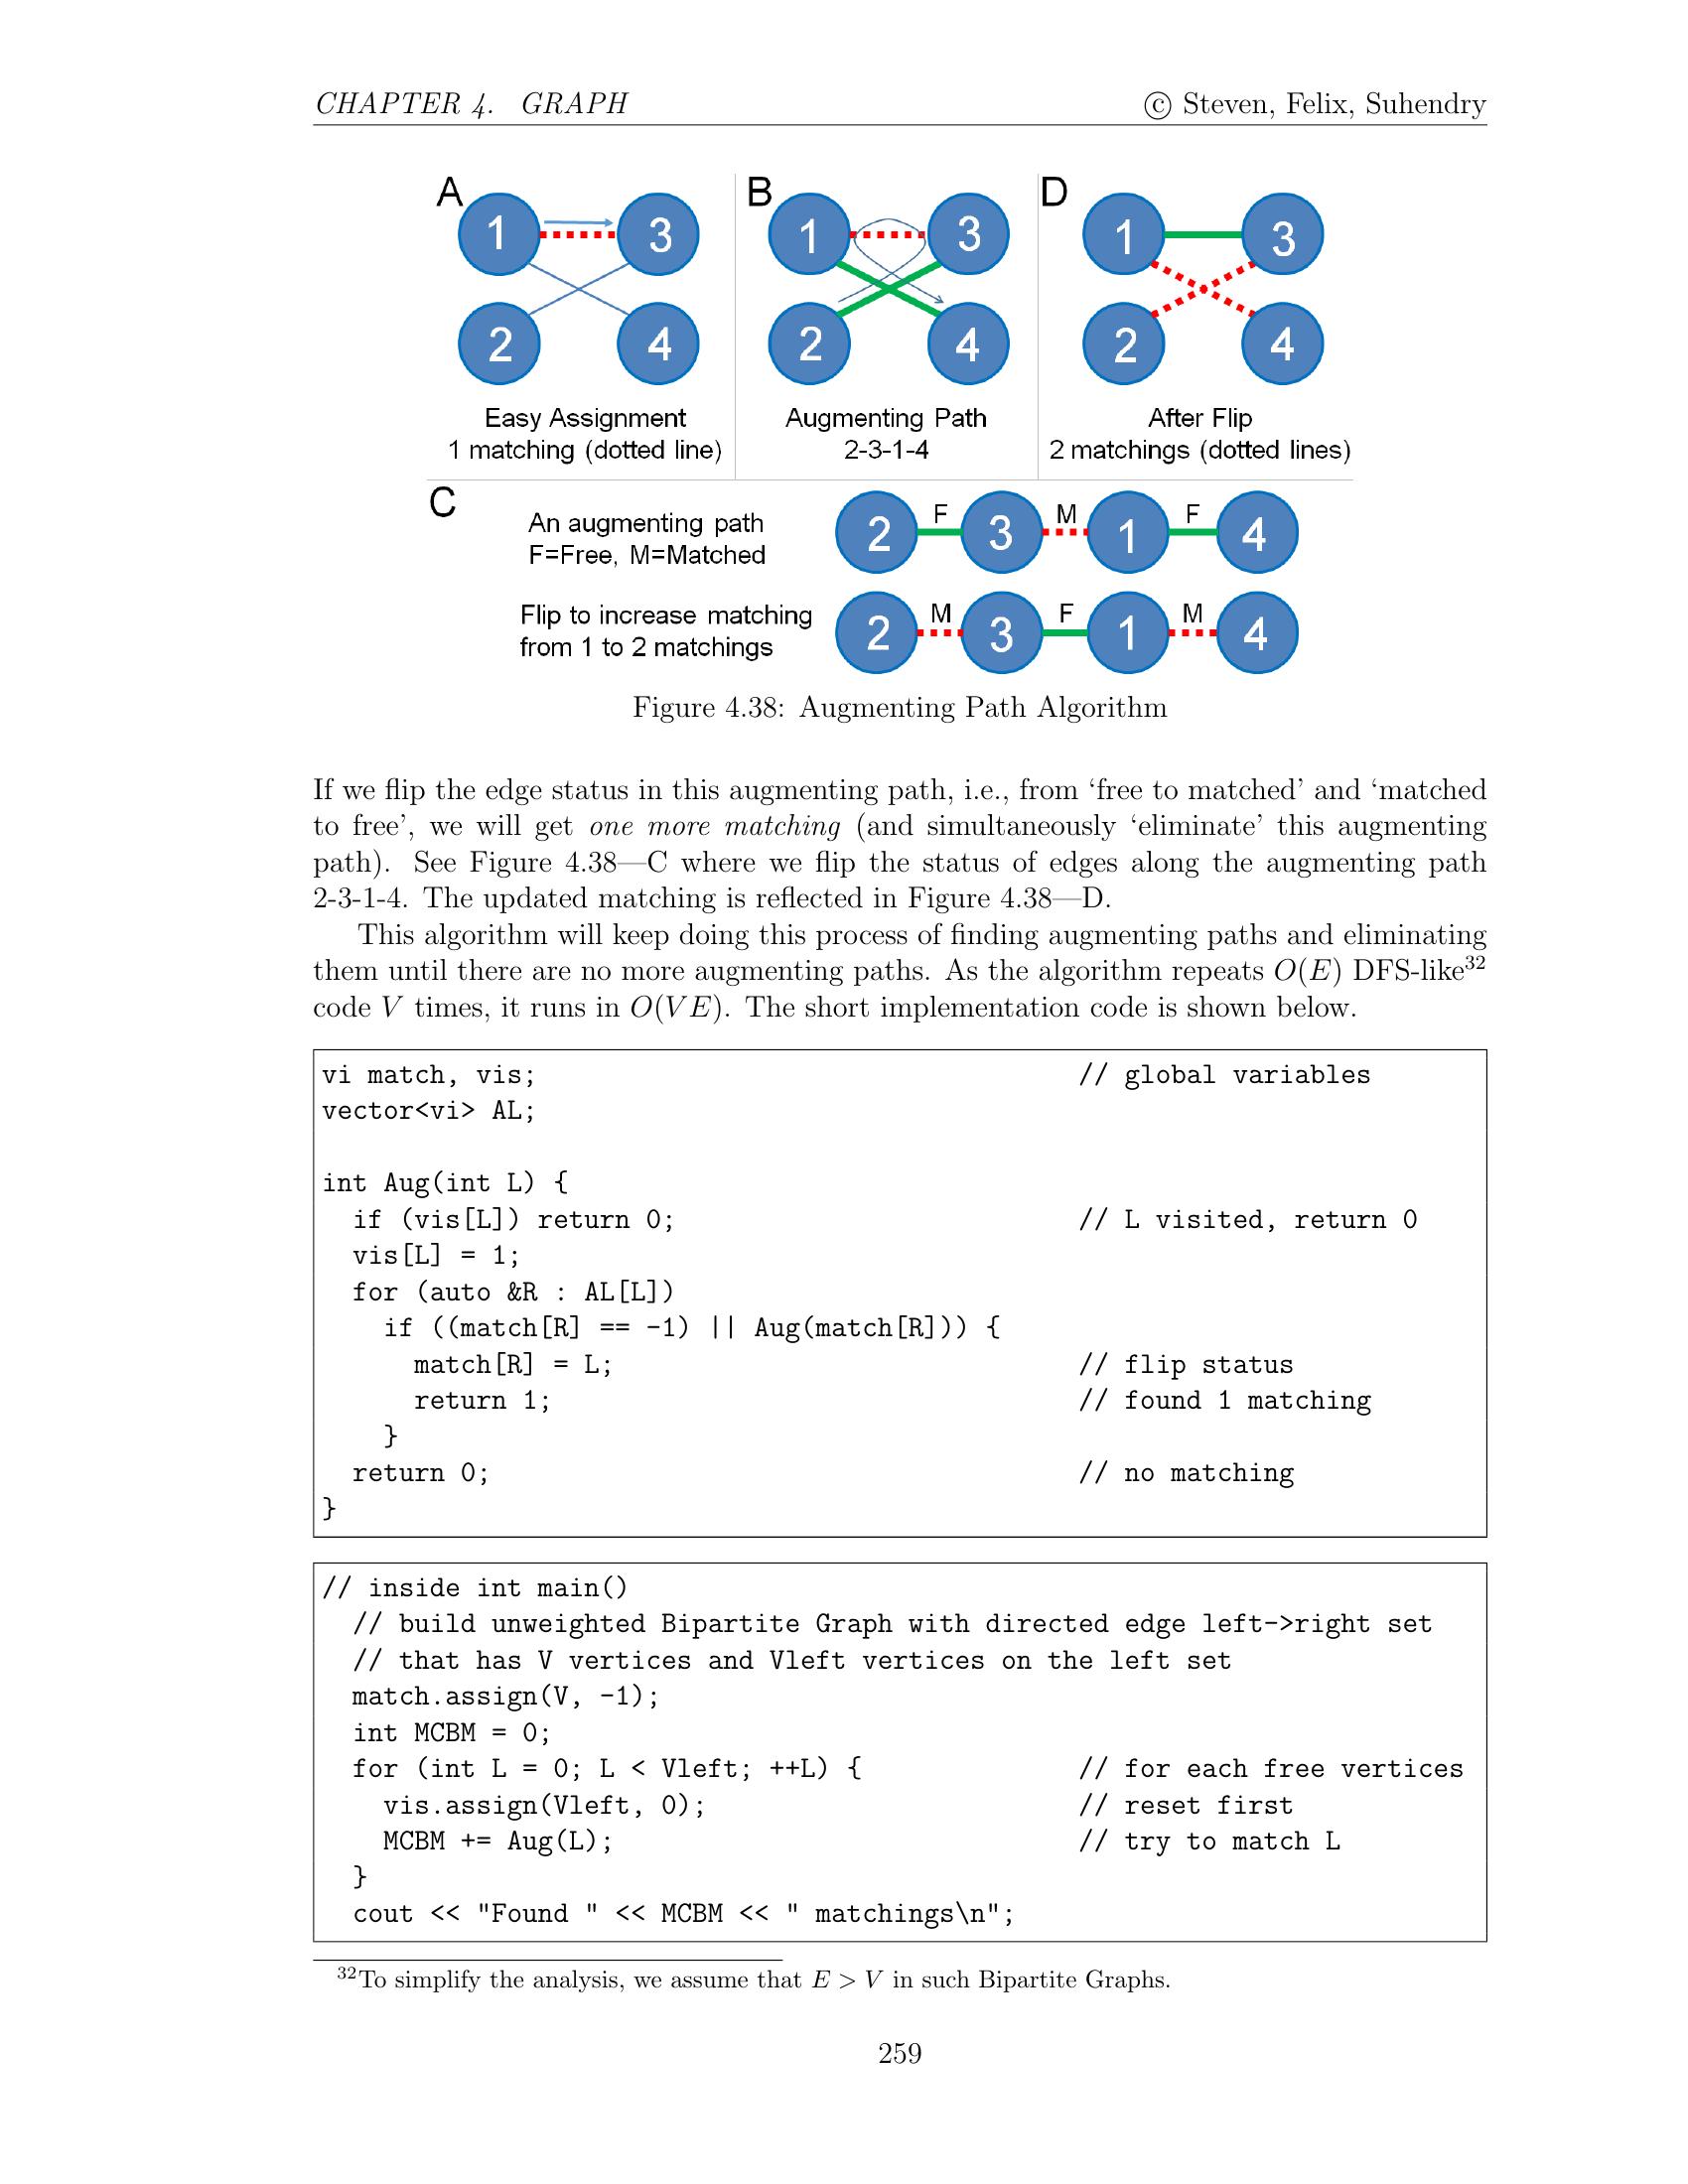 CHAPTER 4. GRAPH
© Steven, Felix, Suhendry
A
1
3
2
4
Easy Assignment
1 matching (dotted line)
B
1
3
2
4
Augmenting Path
2-3-1-4
D
1
3
2
4
After Flip
2 matchings (dotted lines)
C
An augmenting path
F=Free, M=Matched
2 F 3 M 1 F 4
Flip to increase matching
from 1 to 2 matchings
2 M 3 F 1 M 4
Figure 4.38: Augmenting Path Algorithm
If we flip the edge status in this augmenting path, i.e., from ‘free to matched’ and ‘matched
to free’, we will get one more matching (and simultaneously ‘eliminate’ this augmenting
path). See Figure 4.38—C where we flip the status of edges along the augmenting path
2-3-1-4. The updated matching is reflected in Figure 4.38—D.
This algorithm will keep doing this process of finding augmenting paths and eliminating
them until there are no more augmenting paths. As the algorithm repeats O(E) DFS-like32
code V times, it runs in O(VE). The short implementation code is shown below.
vi match, vis; // global variables
vector<vi> AL;
int Aug(int L) {
if (vis[L]) return 0; // L visited, return 0
vis[L] = 1;
for (auto &R : AL[L])
if ((match[R] == -1) || Aug(match[R])) {
match[R] = L; // flip status
return 1; // found 1 matching
}
return 0; // no matching
}
// inside int main()
// build unweighted Bipartite Graph with directed edge left->right set
// that has V vertices and Vleft vertices on the left set
match.assign(V, -1);
int MCBM = 0;
for (int L = 0; L < Vleft; ++L) { // for each free vertices
vis.assign(Vleft, 0); // reset first
MCBM += Aug(L); // try to match L
}
cout << "Found " << MCBM << " matchings\n";
32To simplify the analysis, we assume that E > V in such Bipartite Graphs.
259